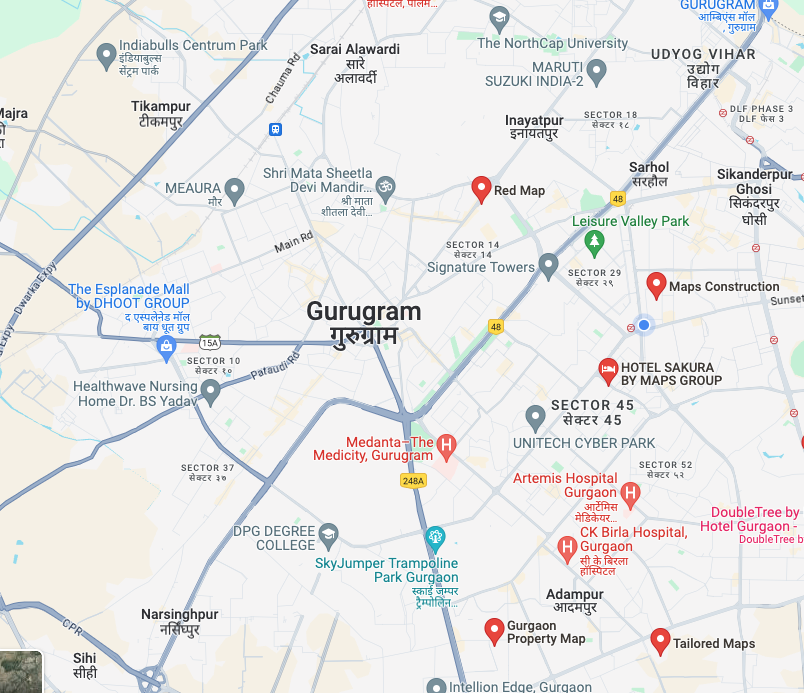 हॉस्पिटल, पालम...
GURUGRAM
आम्बिएंस मॉल
, गुरुग्राम
Indiabulls Centrum Park
इंडियाबुल्स
सेंट्रम पार्क
Sarai Alawardi
सारे
अलावर्दी
The NorthCap University
UDYOG VIHAR
उद्योग
विहार
MARUTI
SUZUKI INDIA-2
Chauma Rd
Tikampur
टीकमपुर
Majra
Inayatpur
इनायतपुर
SECTOR 18
सेक्टर १८
DLF PHASE 3
DLF फेस 3
Sarhol
सरहौल
Sikanderpur
Ghosi
सिकंदरपुर
घोसी
Shri Mata Sheetla
Devi Mandir...
श्री माता
शीतला देवी...
MEAURA
मौर
Red Map
48
Leisure Valley Park
Main Rd
SECTOR 14
सेक्टर 14
Signature Towers
SECTOR 29
सेक्टर २९
Maps Construction
Sunset
Expy
Dwarka Expy
The Esplanade Mall
by DHOOT GROUP
द एस्पलेनेड मॉल
बाय धूत ग्रुप
Gurugram
गुरुग्राम
48
15A
SECTOR 10
सेक्टर १०
Pataudi Rd
HOTEL SAKURA
BY MAPS GROUP
Healthwave Nursing
Home Dr. BS Yadav
SECTOR 45
सेक्टर 45
UNITECH CYBER PARK
Medanta–The
Medicity, Gurugram
SECTOR 37
सेक्टर ३७
SECTOR 52
सेक्टर ५२
248A
Artemis Hospital
Gurgaon
आर्टेमिस
मेडिकेयर...
DoubleTree by
Hotel Gurgaon -
DoubleTree b
DPG DEGREE
COLLEGE
CK Birla Hospital,
Gurgaon
सी के बिरला
हॉस्पिटल
SkyJumper Trampoline
Park Gurgaon
स्काई जम्पर
ट्रैम्पोलिन...
Adampur
आदमपुर
Narsinghpur
नर्सिंघपुर
CPR
Gurgaon
Property Map
Tailored Maps
Sihi
सीही
Intellion Edge, Gurgaon